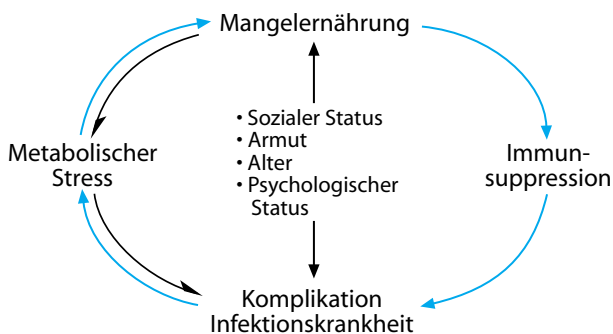 Mangelernährung
• Sozialer Status
• Armut
• Alter
• Psychologischer
Status
Metabolischer
Stress
Immun-
suppression
Komplikation
Infektionskrankheit